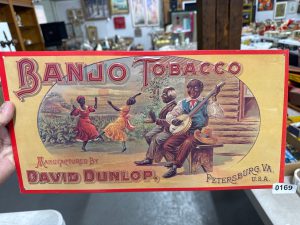 BANJO TOBACCO
MANUFACTURED BY
DAVID DUNLOP,
PETERSBURG, VA.
U.S.A.
0169